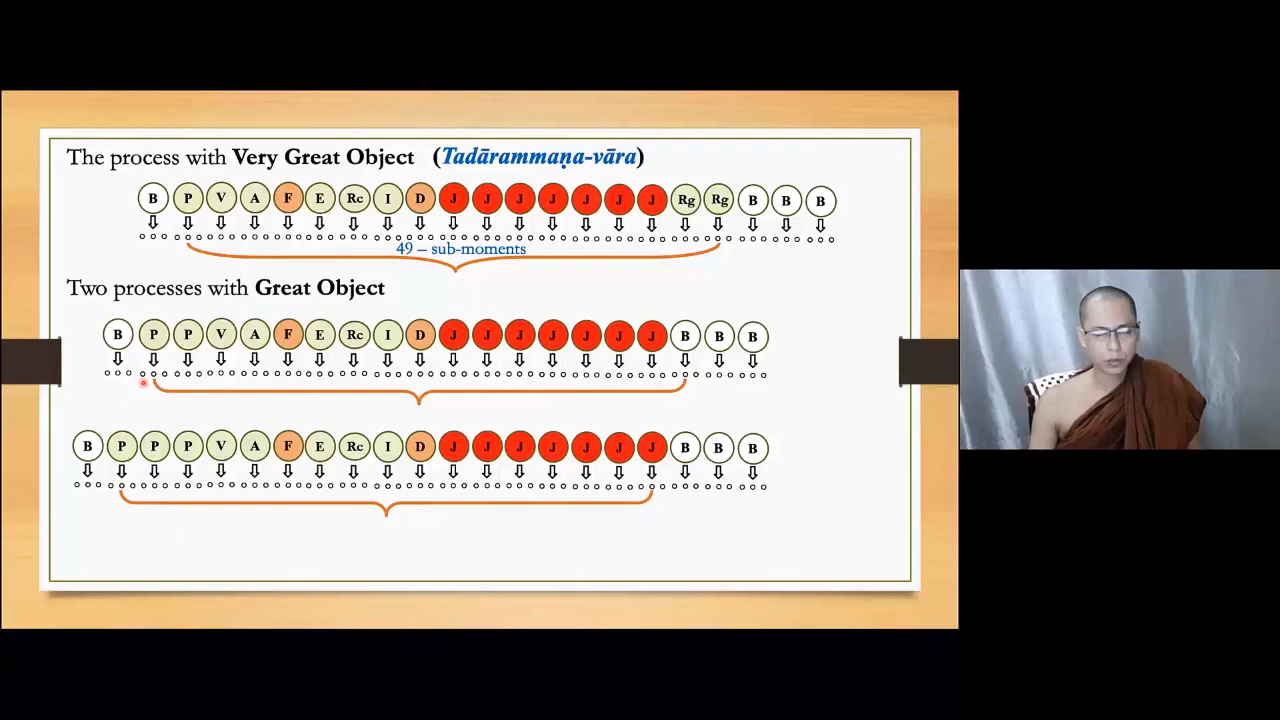 The process with Very Great Object (Tadārammaṇa-vāra)
B P V A F E Rc I D J J J J J J J Rg Rg B B B
49 – sub-moments
Two processes with Great Object
B P P V A F E Rc I D J J J J J J J B B B
B P P P V A F E Rc I D J J J J J J J B B B